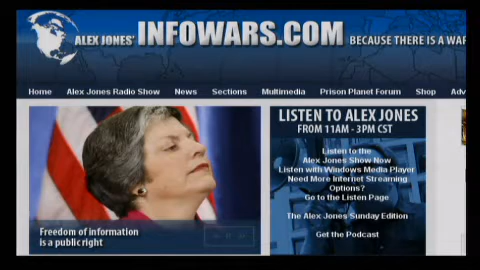 ALEX JONES' INFOWARS.COM BECAUSE THERE IS A WAR
Home Alex Jones Radio Show News Sections Multimedia Prison Planet Forum Shop Adv
LISTEN TO ALEX JONES
FROM 11AM - 3PM CST
Listen to the
Alex Jones Show Now
Listen with Windows Media Player
Need More Internet Streaming
Options?
Go to the Listen Page
The Alex Jones Sunday Edition
Get the Podcast
Freedom of information
is a public right